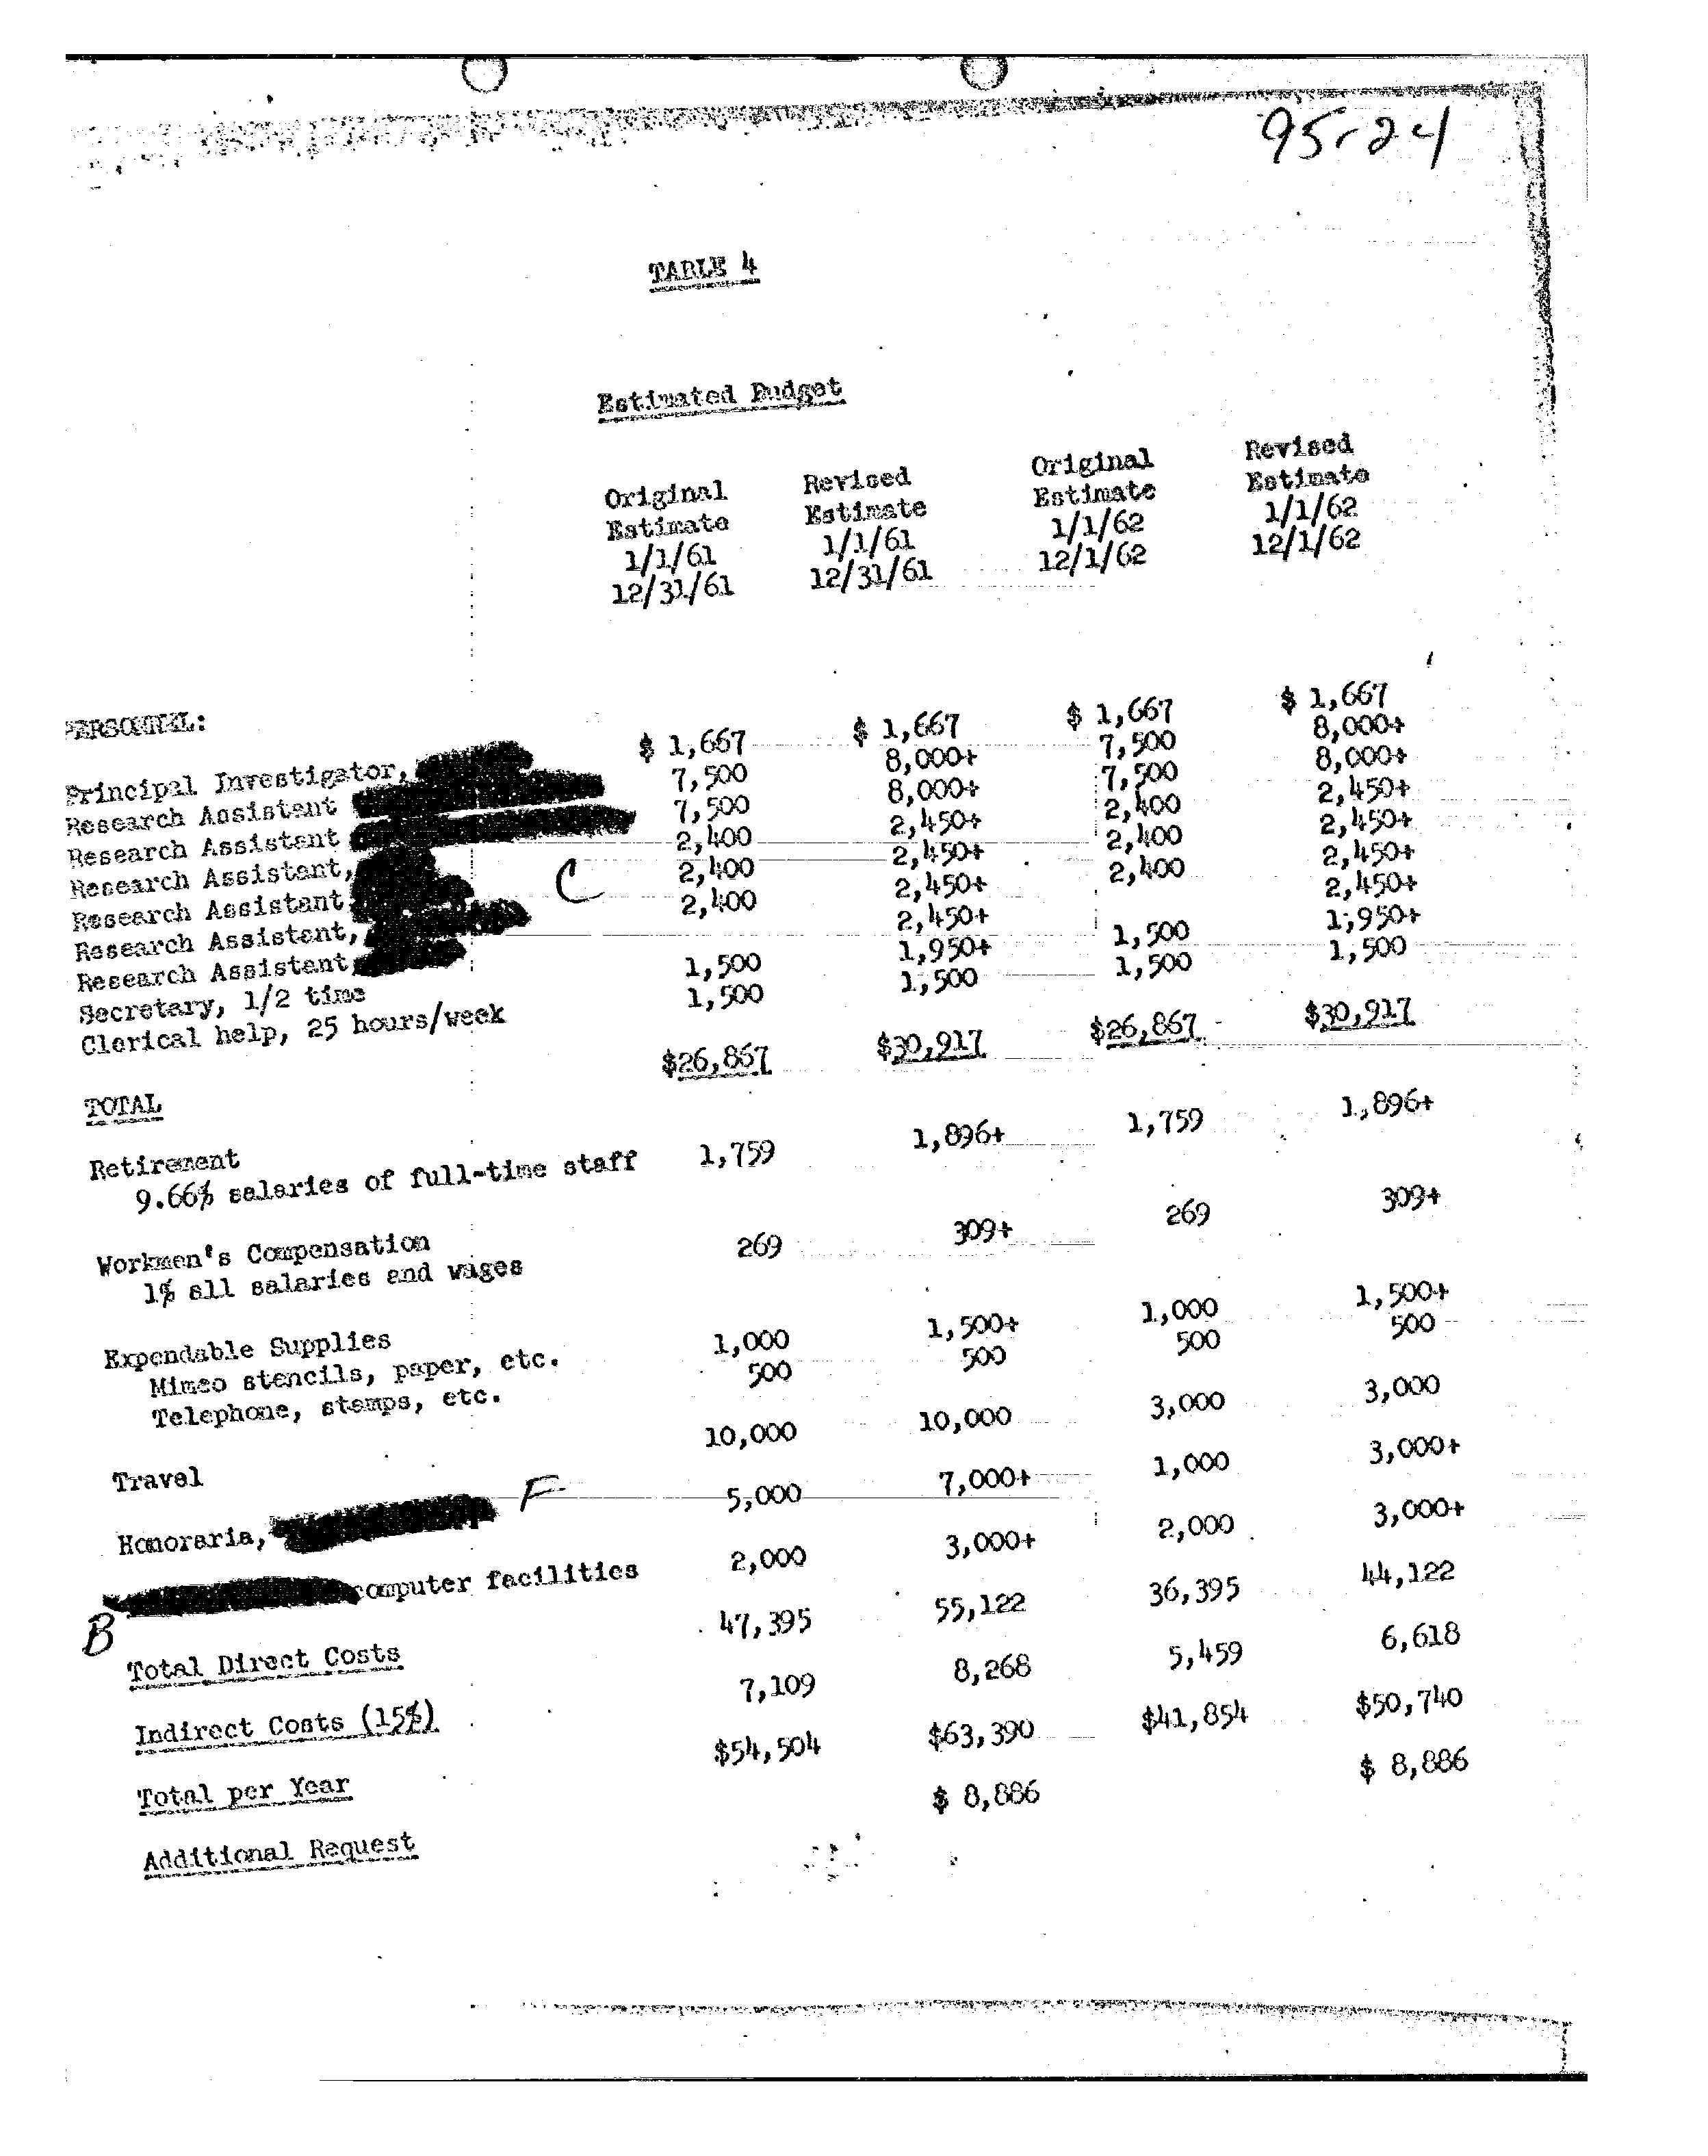 95-24
TABLE 4
Estimated Budget
Original Revised Original Revised
Estimate Estimate Estimate Estimate
1/1/61 1/1/61 1/1/62 1/1/62
12/31/61 12/31/61 12/1/62 12/1/62
PERSONNEL:
Principal Investigator, $ 1,667 $ 1,667 $ 1,667 $ 1,667
Research Assistant 7,500 8,000+ 7,500 8,000+
Research Assistant 7,500 8,000+ 7,500 8,000+
Research Assistant, 2,400 2,450+ 2,400 2,450+
Research Assistant C 2,400 2,450+ 2,400 2,450+
Research Assistant, 2,400 2,450+ 2,400 2,450+
Research Assistant 2,450+ 2,450+
Secretary, 1/2 time 1,500 1,950+ 1,500 1,950+
Clerical help, 25 hours/week 1,500 1,500 1,500 1,500
TOTAL $26,867 $30,917 $26,867 $30,917
Retirement
9.66% salaries of full-time staff 1,759 1,896+ 1,759 1,896+
Workmen's Compensation
1% all salaries and wages 269 309+ 269 309+
Expendable Supplies
Mimeo stencils, paper, etc. 1,000 1,500+ 1,000 1,500+
Telephone, stamps, etc. 500 500 500 500
Travel 10,000 10,000 3,000 3,000
Honoraria, F 5,000 7,000+ 1,000 3,000+
B computer facilities 2,000 3,000+ 2,000 3,000+
Total Direct Costs 47,395 55,122 36,395 44,122
Indirect Costs (15%) 7,109 8,268 5,459 6,618
Total per Year $54,504 $63,390 $41,854 $50,740
Additional Request $ 8,886 $ 8,886